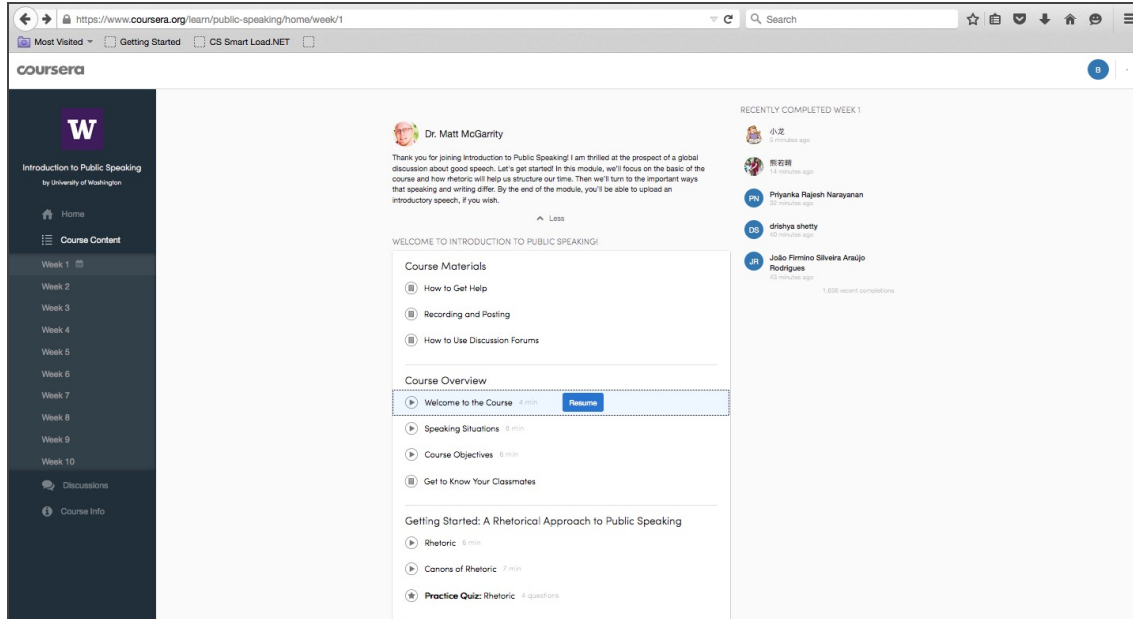 https://www.coursera.org/learn/public-speaking/home/week/1
Search
Most Visited
Getting Started
CS Smart Load.NET
coursera
B
W
Introduction to Public Speaking
by University of Washington
Home
Course Content
Week 1
Week 2
Week 3
Week 4
Week 5
Week 6
Week 7
Week 8
Week 9
Week 10
Discussions
Course Info
Dr. Matt McGarrity
Thank you for joining Introduction to Public Speaking! I am thrilled at the prospect of a global
discussion about good speech. Let's get started! In this module, we'll focus on the basic of the
course and how rhetoric will help us structure our time. Then we'll turn to the important ways
that speaking and writing differ. By the end of the module, you'll be able to upload an
introductory speech, if you wish.
Less
WELCOME TO INTRODUCTION TO PUBLIC SPEAKING!
Course Materials
How to Get Help
Recording and Posting
How to Use Discussion Forums
Course Overview
Welcome to the Course 4 min Resume
Speaking Situations 8 min
Course Objectives 6 min
Get to Know Your Classmates
Getting Started: A Rhetorical Approach to Public Speaking
Rhetoric 6 min
Canons of Rhetoric 7 min
Practice Quiz: Rhetoric 4 questions
RECENTLY COMPLETED WEEK 1
小龙
5 minutes ago
熊若晴
14 minutes ago
PN
Priyanka Rajesh Narayanan
32 minutes ago
DS
drishya shetty
40 minutes ago
JR
João Firmino Silveira Araújo
Rodrigues
43 minutes ago
recent completions